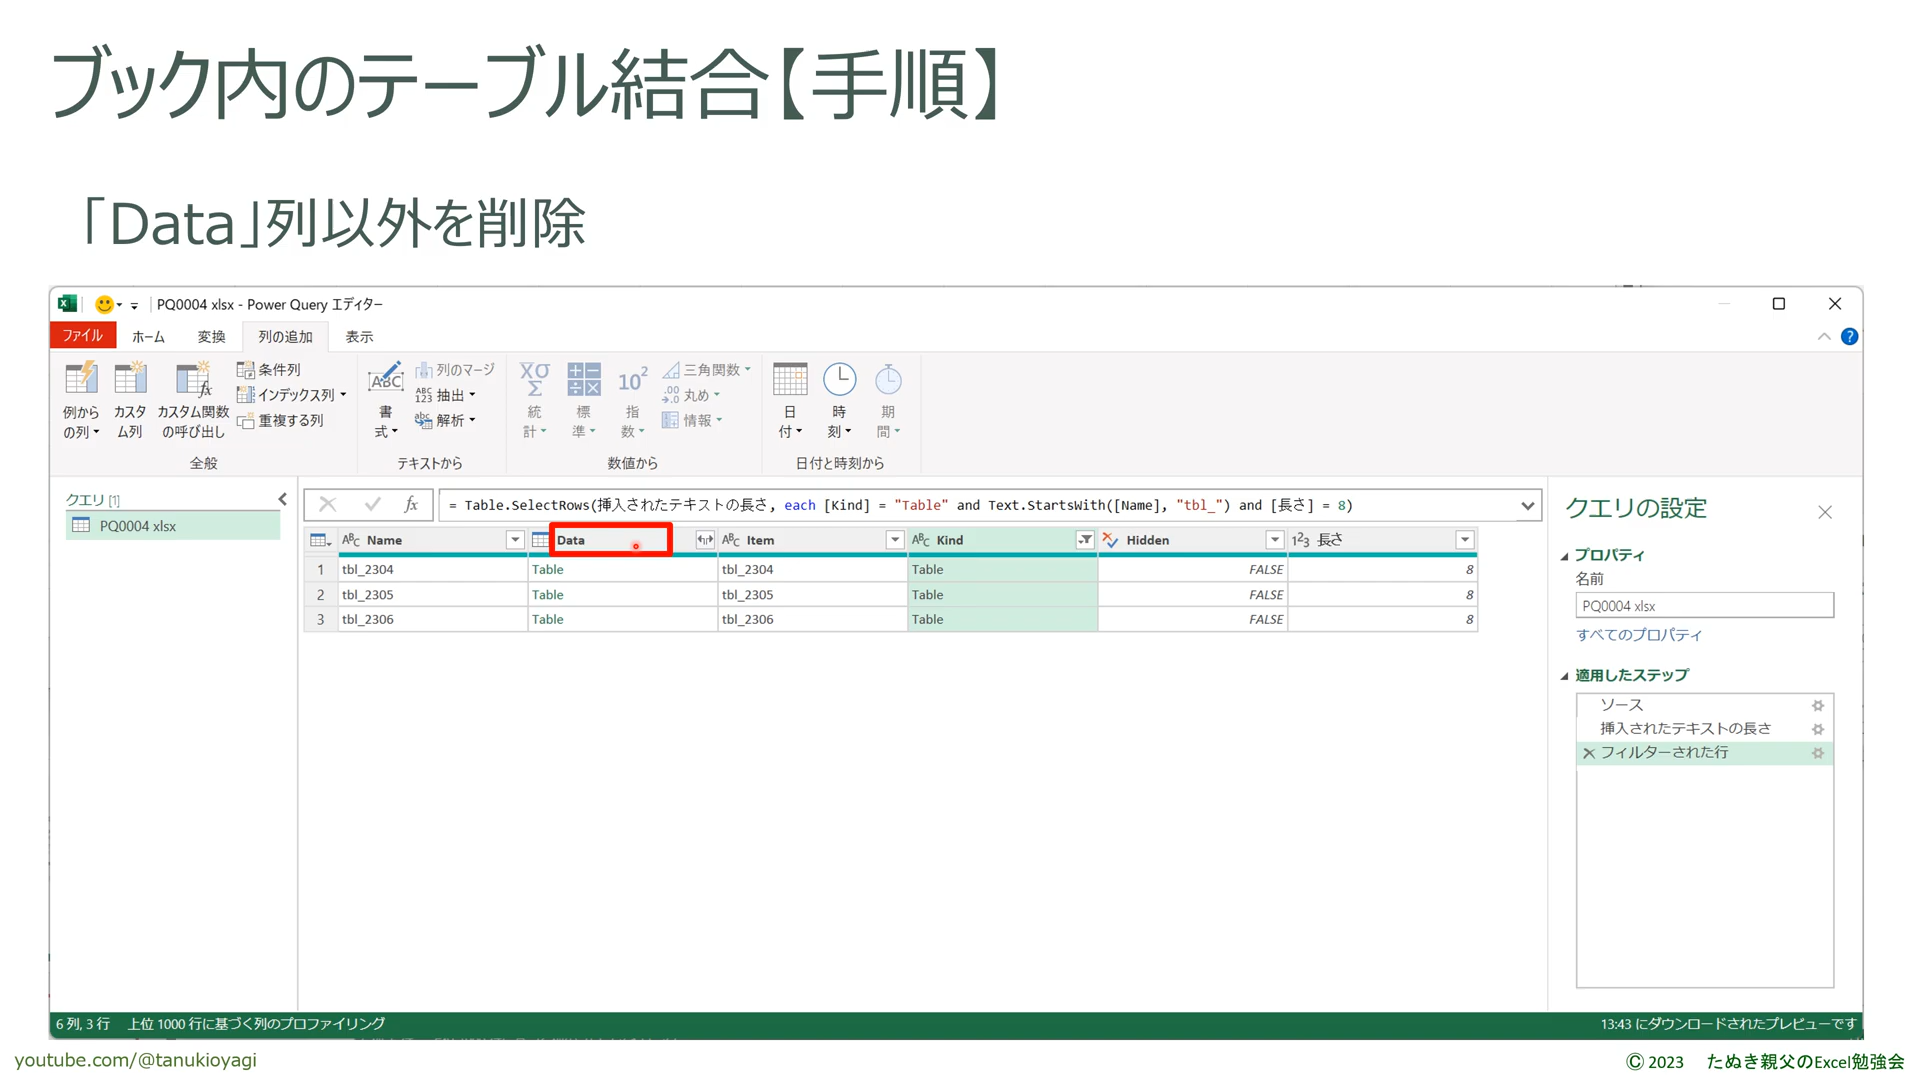 ブック内のテーブル結合【手順】
「Data」列以外を削除
PQ0004 xlsx - Power Query エディター
ファイル ホーム 変換 列の追加 表示
例から
の列
カスタ
ム列
カスタム関数
の呼び出し
条件列
インデックス列
重複する列
全般
書
式
列のマージ
抽出
解析
テキストから
統
計
標
準
指
数
三角関数
丸め
情報
数値から
日
付
時
刻
期
間
日付と時刻から
クエリ [1]
PQ0004 xlsx
= Table.SelectRows(挿入されたテキストの長さ, each [Kind] = "Table" and Text.StartsWith([Name], "tbl_") and [長さ] = 8)
Name Data Item Kind Hidden 長さ
1 tbl_2304 Table tbl_2304 Table FALSE 8
2 tbl_2305 Table tbl_2305 Table FALSE 8
3 tbl_2306 Table tbl_2306 Table FALSE 8
クエリの設定
プロパティ
名前
PQ0004 xlsx
すべてのプロパティ
適用したステップ
ソース
挿入されたテキストの長さ
フィルターされた行
6 列, 3 行 上位 1000 行に基づく列のプロファイリング
13:43 にダウンロードされたプレビューです
youtube.com/@tanukioyagi
© 2023 たぬき親父のExcel勉強会